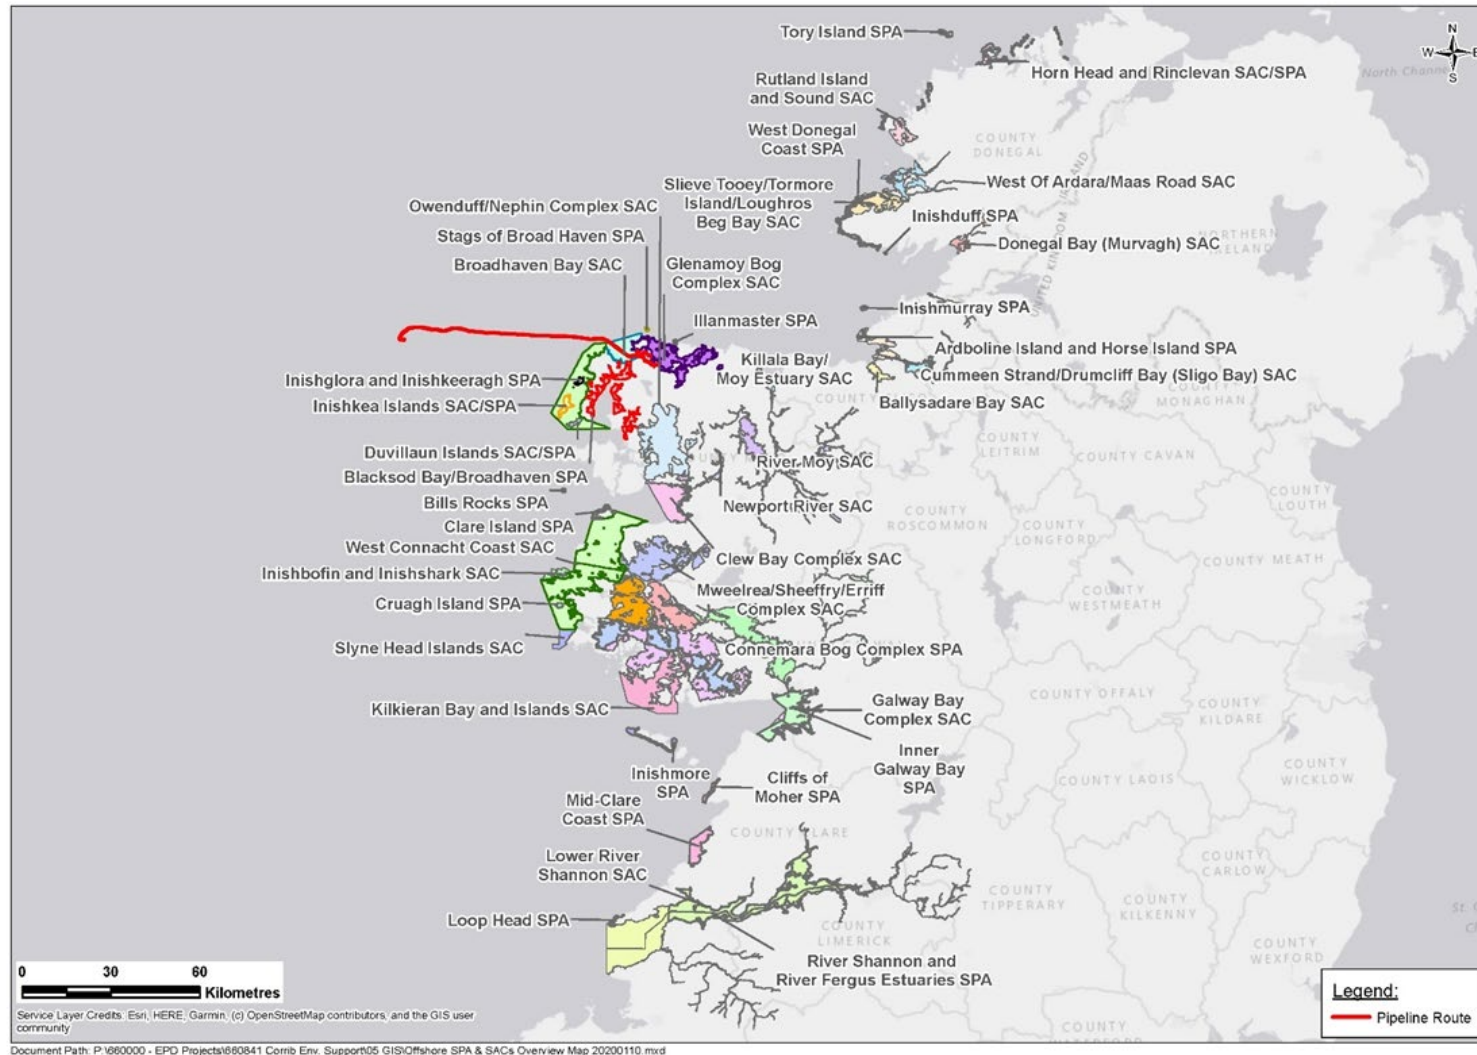 Tory Island SPA
N
W
E
S
North Channel
Horn Head and Rinclevan SAC/SPA
Rutland Island
and Sound SAC
COUNTY
DONEGAL
West Donegal
Coast SPA
West Of Ardara/Maas Road SAC
Slieve Tooey/Tormore
Island/Loughros
Beg Bay SAC
Inishduff SPA
Owenduff/Nephin Complex SAC
Stags of Broad Haven SPA
Donegal Bay (Murvagh) SAC
Broadhaven Bay SAC
Glenamoy Bog
Complex SAC
Inishmurray SPA
Illanmaster SPA
Ardboline Island and Horse Island SPA
Killala Bay/
Moy Estuary SAC
Cummeen Strand/Drumcliff Bay (Sligo Bay) SAC
Inishglora and Inishkeeragh SPA
Inishkea Islands SAC/SPA
Ballysadare Bay SAC
COUNTY
MONAGHAN
COUNTY
LEITRIM
COUNTY CAVAN
Duvillaun Islands SAC/SPA
River Moy SAC
Blacksod Bay/Broadhaven SPA
Bills Rocks SPA
Newport River SAC
COUNTY
LOUTH
Clare Island SPA
COUNTY
ROSCOMMON
COUNTY
LONGFORD
West Connacht Coast SAC
Clew Bay Complex SAC
COUNTY MEATH
Inishbofin and Inishshark SAC
Mweelrea/Sheeffry/Erriff
Complex SAC
COUNTY
WESTMEATH
Cruagh Island SPA
Slyne Head Islands SAC
Connemara Bog Complex SPA
Kilkieran Bay and Islands SAC
Galway Bay
Complex SAC
COUNTY OFFALY
COUNTY
KILDARE
Inner
Galway Bay
SPA
Inishmore
SPA
Cliffs of
Moher SPA
COUNTY LAOIS
COUNTY
WICKLOW
Mid-Clare
Coast SPA
COUNTY CLARE
Lower River
Shannon SAC
COUNTY
CARLOW
COUNTY
TIPPERARY
COUNTY
KILKENNY
Loop Head SPA
COUNTY
LIMERICK
COUNTY
WEXFORD
River Shannon and
River Fergus Estuaries SPA
0 30 60
Kilometres
Legend:
Pipeline Route
Service Layer Credits: Esri, HERE, Garmin, (c) OpenStreetMap contributors, and the GIS user
community
COUNTY
Document Path: P:\660000 - EPD Projects\660841 Corrib Env. Support\05 GIS\Offshore SPA & SACs Overview Map 20200110.mxd